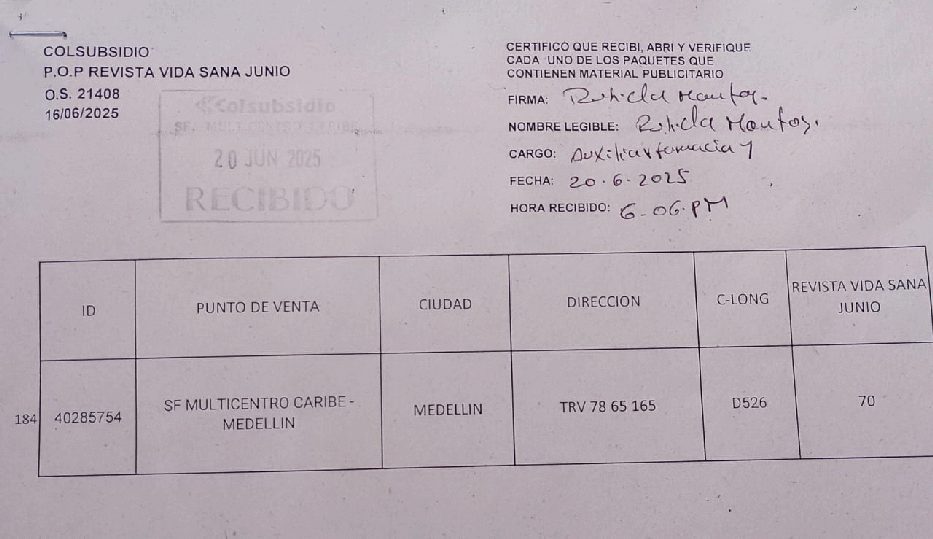 COLSUBSIDIO
P.O.P REVISTA VIDA SANA JUNIO
O.S. 21408
16/06/2025
Colsubsidio
20 JUN 2025
RECIBIDO
CERTIFICO QUE RECIBI, ABRI Y VERIFIQUE
CADA UNO DE LOS PAQUETES QUE
CONTIENEN MATERIAL PUBLICITARIO
FIRMA:
NOMBRE LEGIBLE:
CARGO: Auxiliar farmacia
FECHA: 20.6.2025
HORA RECIBIDO: 6-06.PM
ID
PUNTO DE VENTA
CIUDAD
DIRECCION
C-LONG
REVISTA VIDA SANA
JUNIO
184
40285754
SF MULTICENTRO CARIBE -
MEDELLIN
MEDELLIN
TRV 78 65 165
D526
70